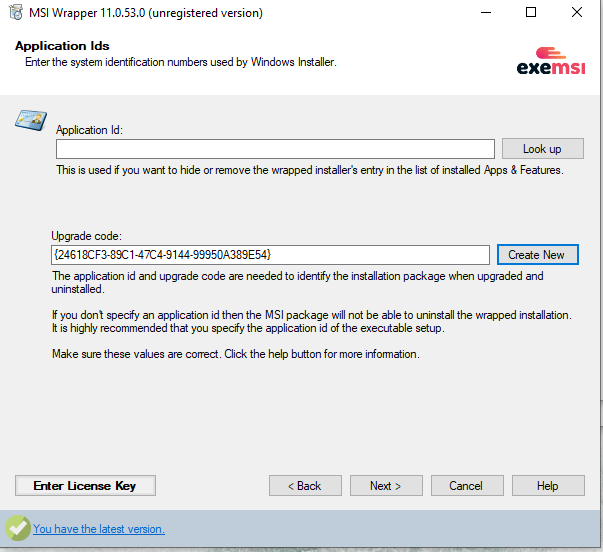 MSI Wrapper 11.0.53.0 (unregistered version)
Application Ids
Enter the system identification numbers used by Windows Installer.
exemsi
Application Id:
Look up
This is used if you want to hide or remove the wrapped installer's entry in the list of installed Apps & Features.
Upgrade code:
{24618CF3-89C1-47C4-9144-99950A389E54}
Create New
The application id and upgrade code are needed to identify the installation package when upgraded and
uninstalled.
If you don't specify an application id then the MSI package will not be able to uninstall the wrapped installation.
It is highly recommended that you specify the application id of the executable setup.
Make sure these values are correct. Click the help button for more information.
Enter License Key
< Back
Next >
Cancel
Help
You have the latest version.